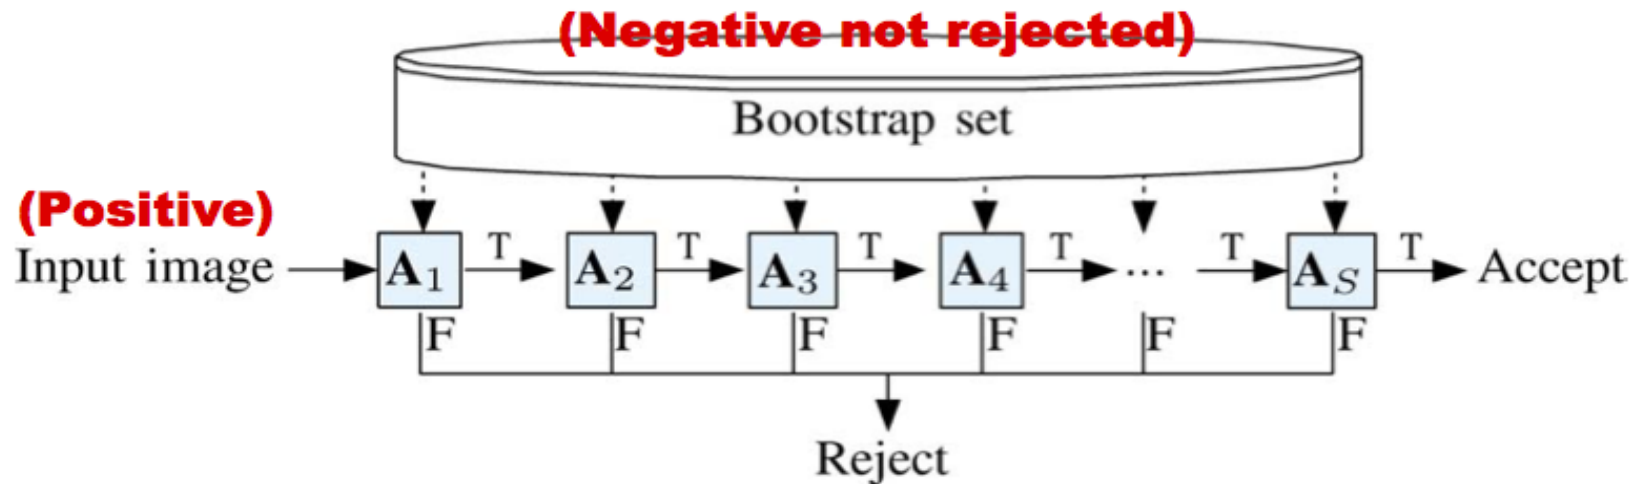 (Negative not rejected)
Bootstrap set
(Positive)
Input image
A1 T A2 T A3 T A4 T ... T AS T Accept
F F F F F F
Reject